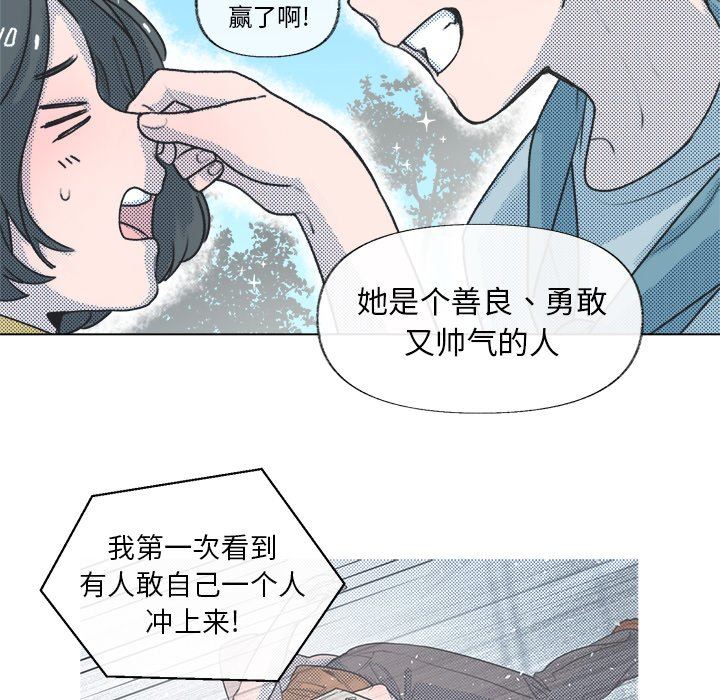 赢了啊!
她是个善良、勇敢
又帅气的人
我第一次看到
有人敢自己一个人
冲上来!